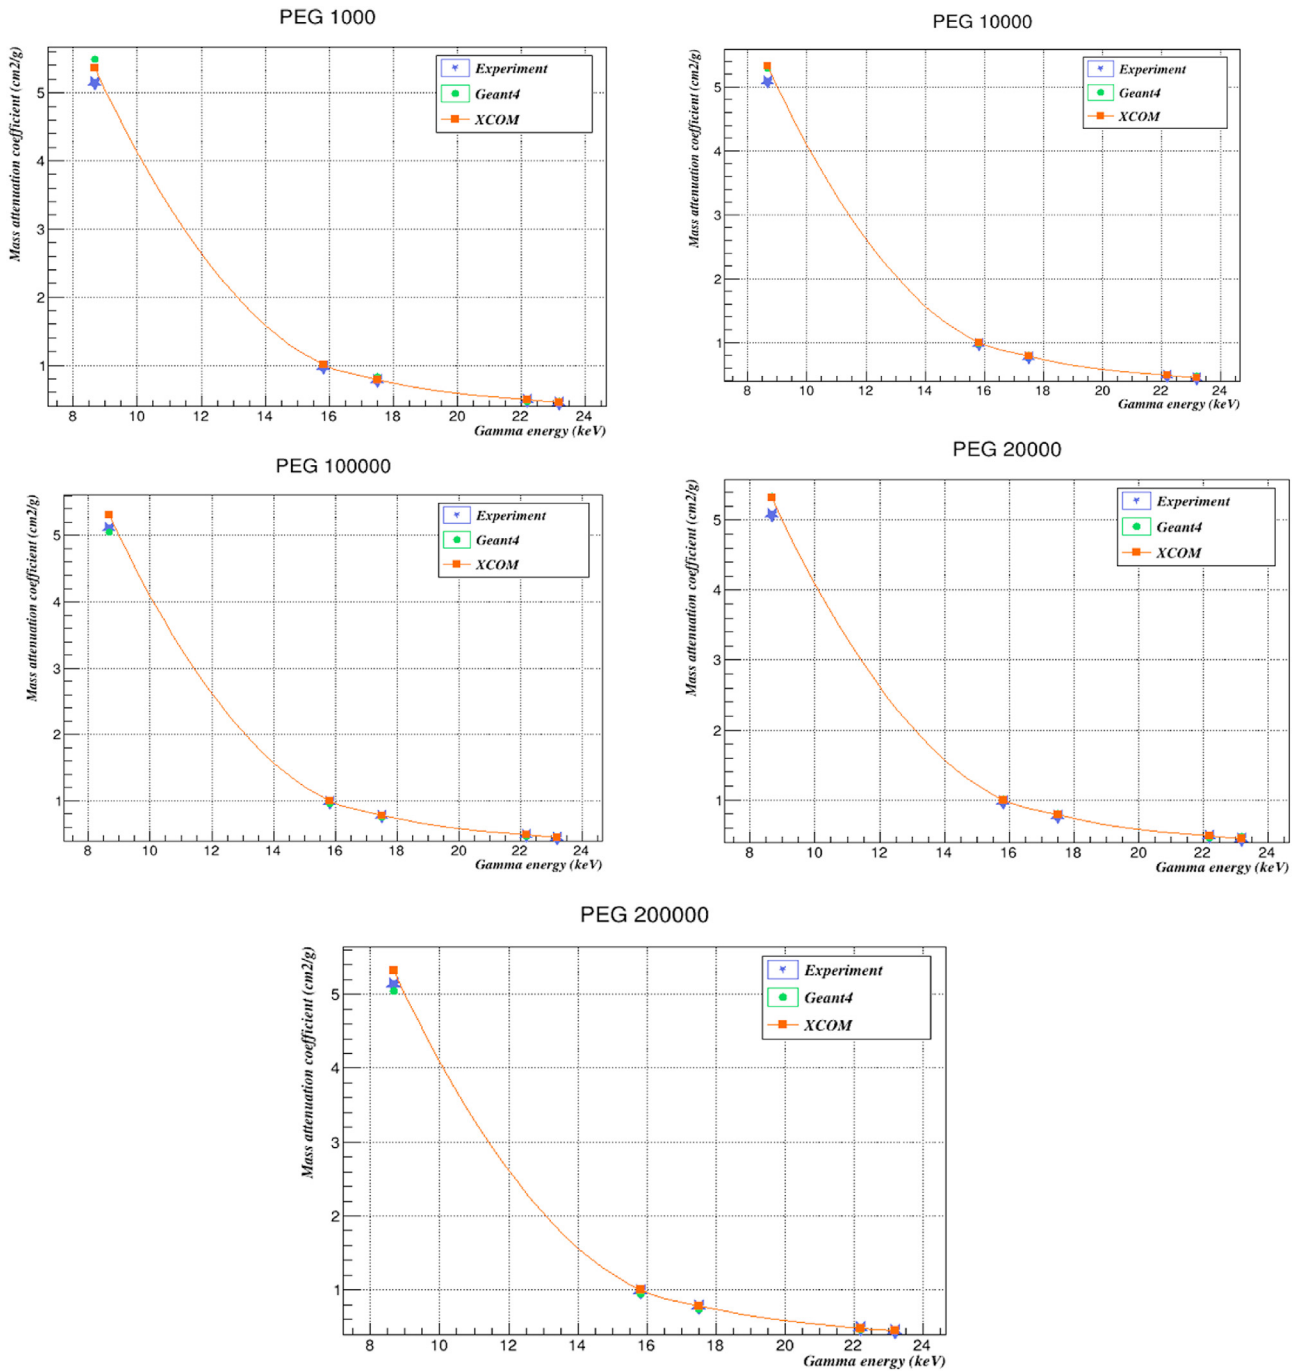 PEG 1000
Mass attenuation coefficient (cm2/g)
5
4
3
2
1
Experiment
Geant4
XCOM
8 10 12 14 16 18 20 22 24
Gamma energy (keV)
PEG 10000
Mass attenuation coefficient (cm2/g)
5
4
3
2
1
Experiment
Geant4
XCOM
8 10 12 14 16 18 20 22 24
Gamma energy (keV)
PEG 100000
Mass attenuation coefficient (cm2/g)
5
4
3
2
1
Experiment
Geant4
XCOM
8 10 12 14 16 18 20 22 24
Gamma energy (keV)
PEG 20000
Mass attenuation coefficient (cm2/g)
5
4
3
2
1
Experiment
Geant4
XCOM
8 10 12 14 16 18 20 22 24
Gamma energy (keV)
PEG 200000
Mass attenuation coefficient (cm2/g)
5
4
3
2
1
Experiment
Geant4
XCOM
8 10 12 14 16 18 20 22 24
Gamma energy (keV)